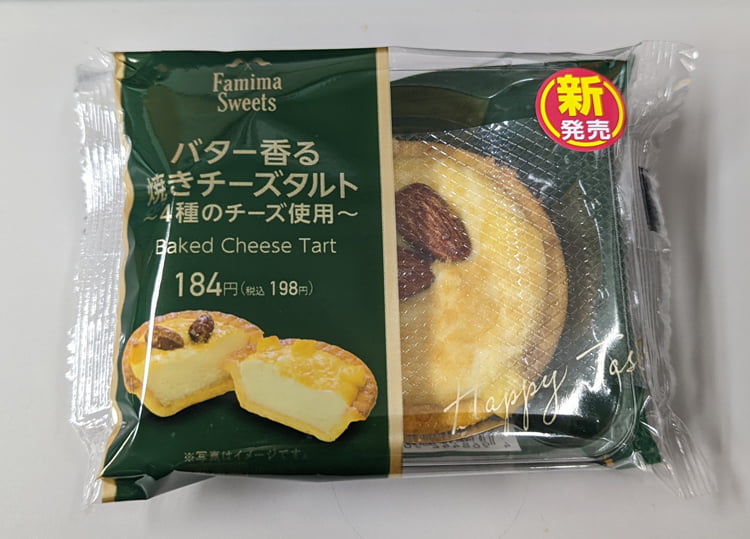 Famima
Sweets
バター香る
焼きチーズタルト
~4種のチーズ使用~
Baked Cheese Tart
184円(税込 198円)
※写真はイメージです。
新
発売
Happy Tas